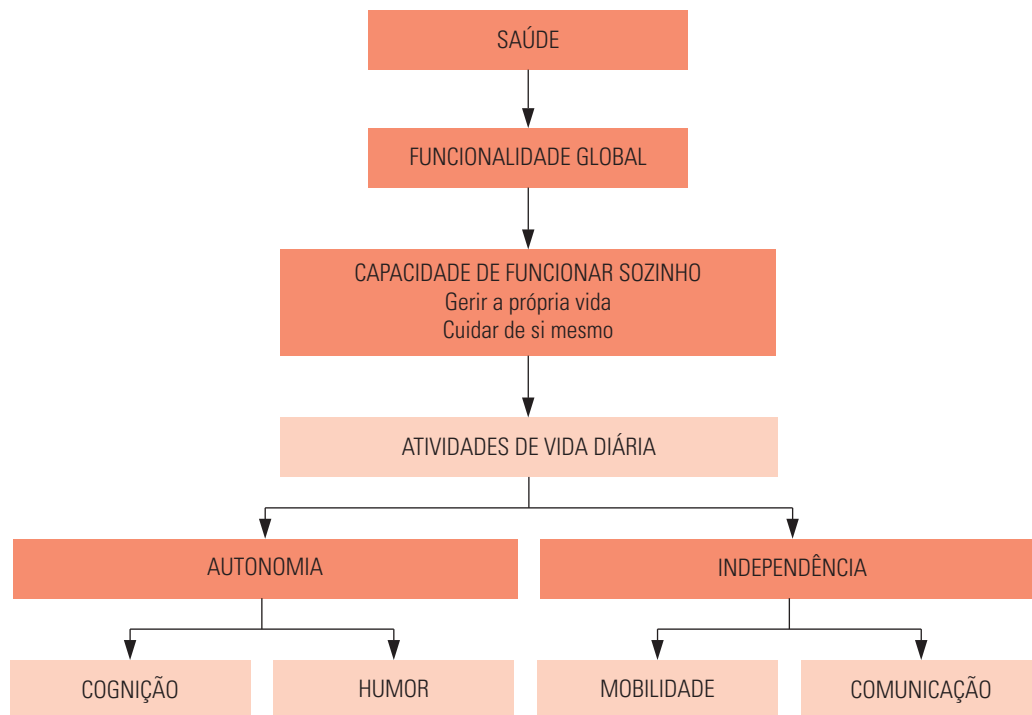 SAÚDE
FUNCIONALIDADE GLOBAL
CAPACIDADE DE FUNCIONAR SOZINHO
Gerir a própria vida
Cuidar de si mesmo
ATIVIDADES DE VIDA DIÁRIA
AUTONOMIA
INDEPENDÊNCIA
COGNIÇÃO
HUMOR
MOBILIDADE
COMUNICAÇÃO